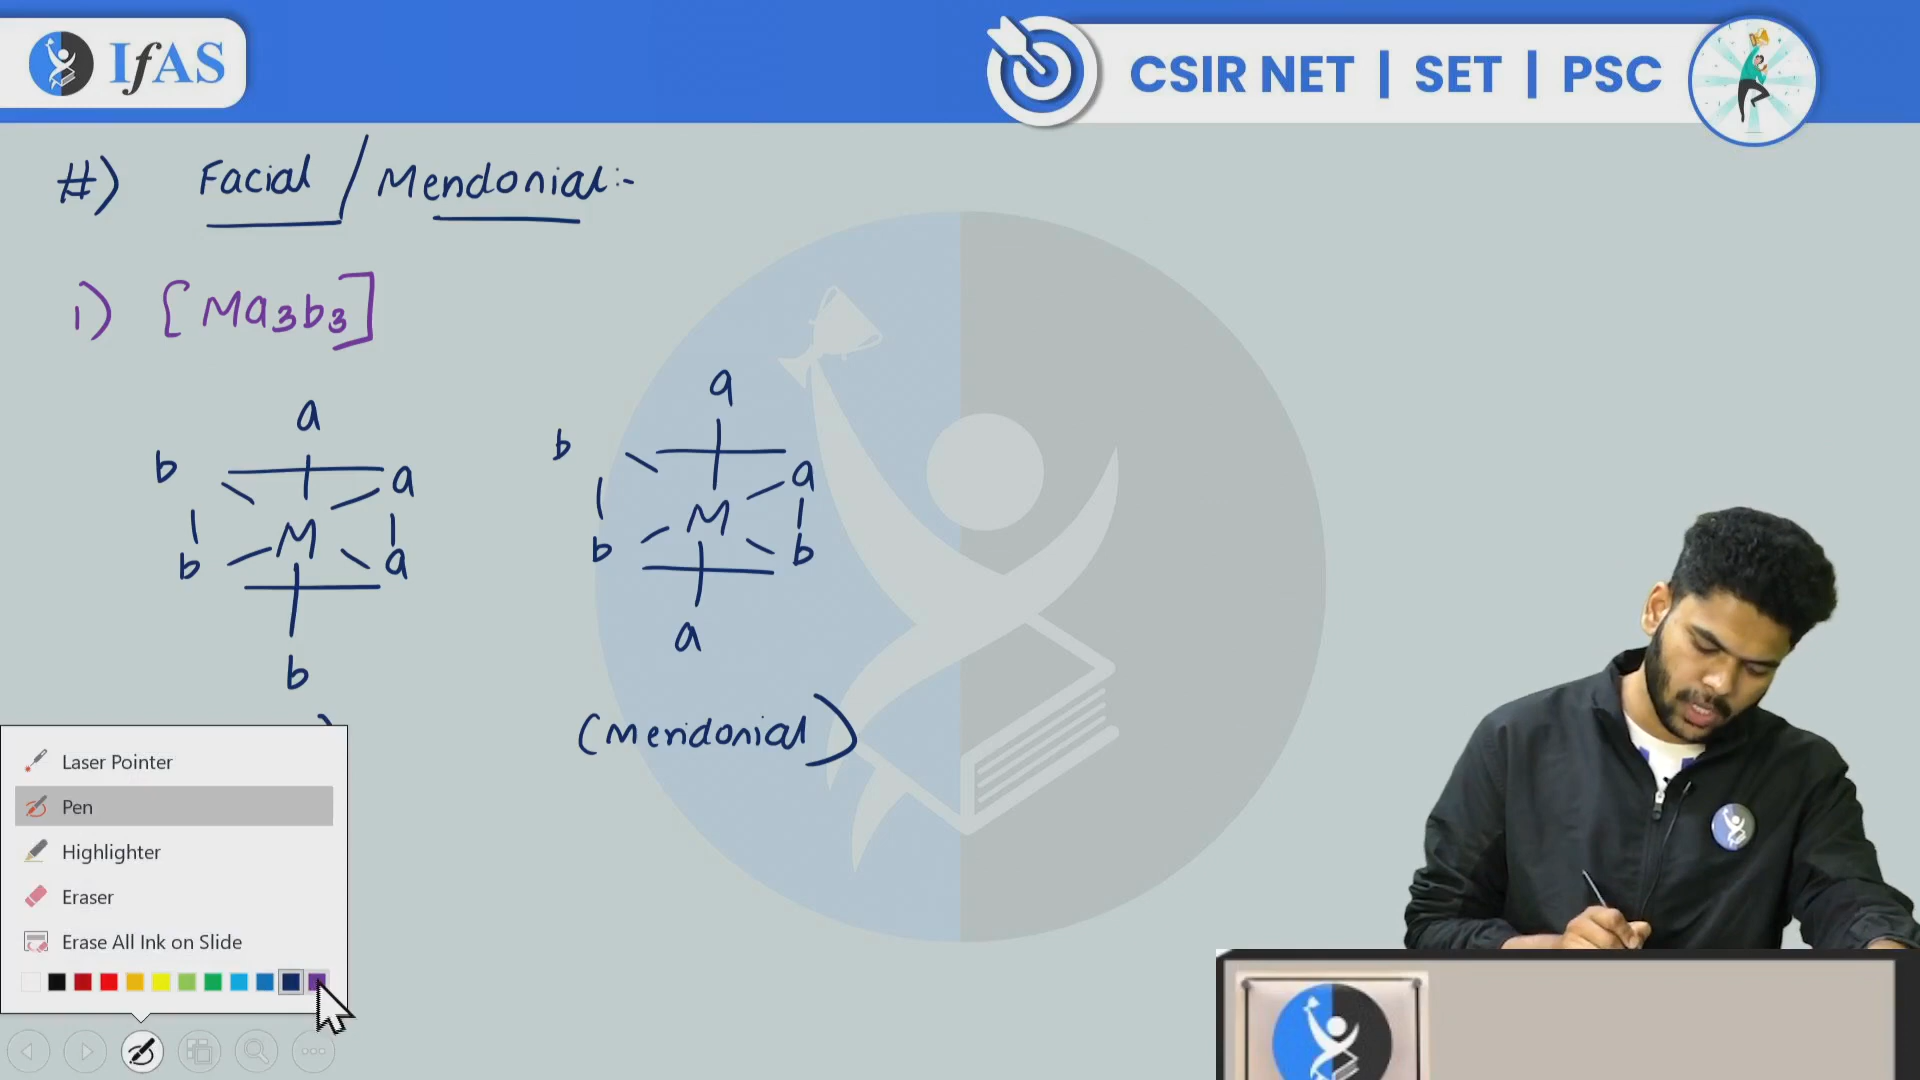 IfAS
CSIR NET | SET | PSC
#) Facial / Mendonial :-
1) [Ma3b3]
a
b a
M
b a
b
a
b a
M
b b
a
(Meridonial)
Laser Pointer
Pen
Highlighter
Eraser
Erase All Ink on Slide